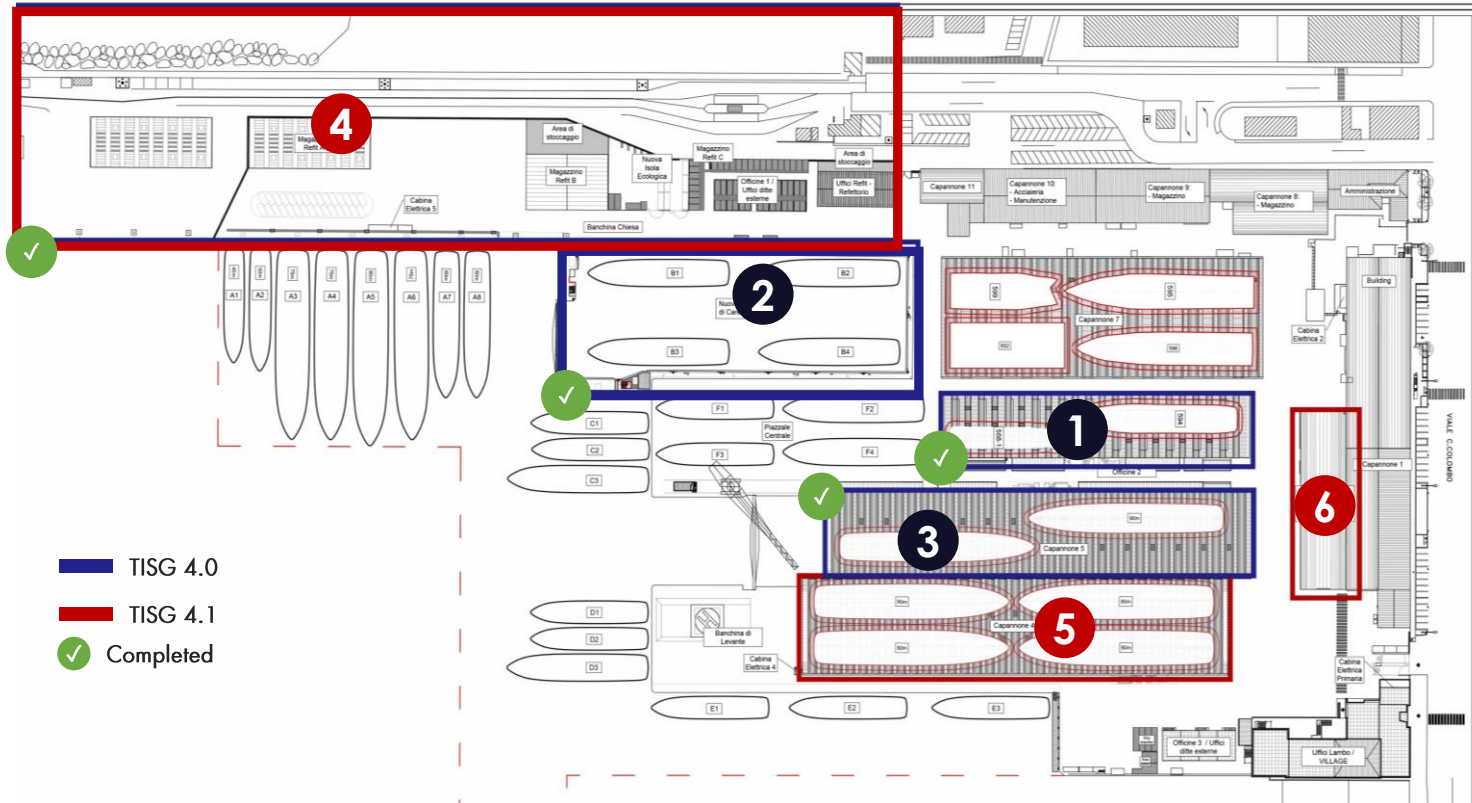 4
Magazzino
Refit A
Area di
stoccaggio
Magazzino
Refit B
Nuova
Isola
Ecologica
Magazzino
Refit C
Officine 1 /
Uffici ditte
esterne
Area di
stoccaggio
Uffici Refit -
Refettorio
Cabina
Elettrica 5
Banchina Chiesa
Capannone 11
Capannone 10:
- Acciaieria
- Manutenzione
Capannone 9:
- Magazzino
Capannone 8:
- Magazzino
Amministrazione
A1
A2
A3
A4
A5
A6
A7
A8
B1
B2
2
B3
B4
599
595
Capannone 7
Cabina
Elettrica 2
Building
C1
C2
C3
F1
F2
F3
F4
Piazzale
Centrale
1
594
Officine 2
Capannone 1
VIALE C.COLOMBO
6
3
Capannone 5
TISG 4.0
TISG 4.1
Completed
D1
D2
D3
Banchina di
Levante
Cabina
Elettrica 4
Capannone 4
5
E1
E2
E3
Cabina
Elettrica
Primaria
Officine 3 / Uffici
ditte esterne
Uffici Lambo /
VILLAGE